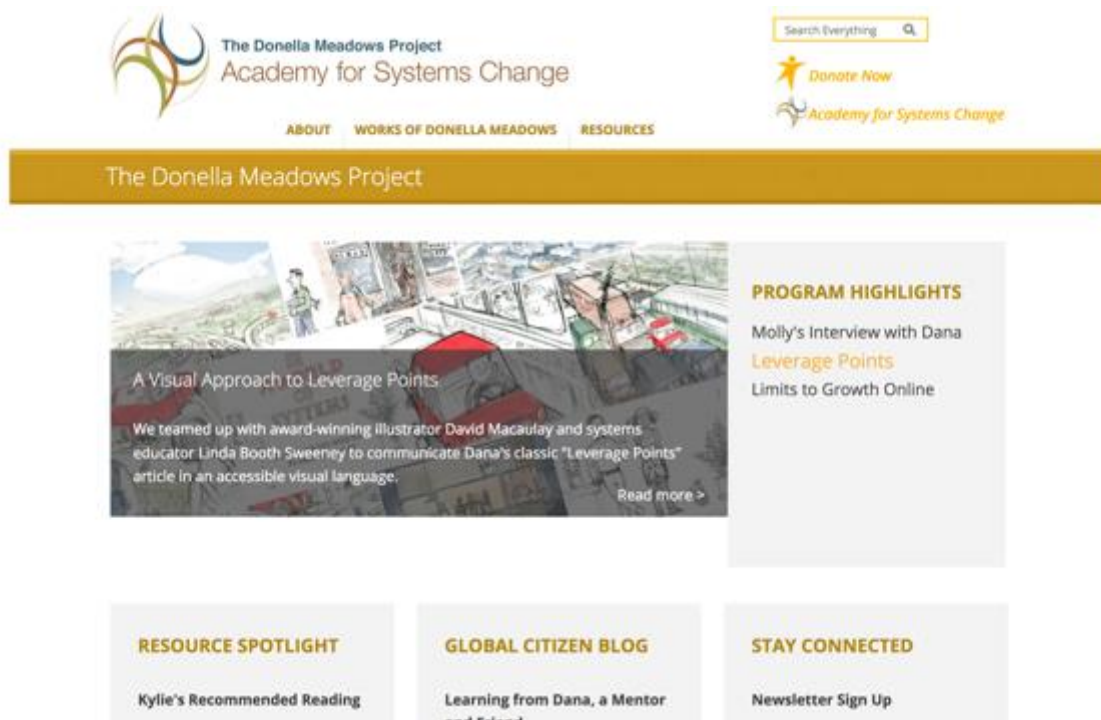 The Donella Meadows Project
Academy for Systems Change
Search Everything
Donate Now
Academy for Systems Change
ABOUT
WORKS OF DONELLA MEADOWS
RESOURCES
The Donella Meadows Project
A Visual Approach to Leverage Points
We teamed up with award-winning illustrator David Macaulay and systems
educator Linda Booth Sweeney to communicate Dana's classic "Leverage Points"
article in an accessible visual language.
Read more >
PROGRAM HIGHLIGHTS
Molly's Interview with Dana
Leverage Points
Limits to Growth Online
RESOURCE SPOTLIGHT
Kylie's Recommended Reading
GLOBAL CITIZEN BLOG
Learning from Dana, a Mentor
and Friend
STAY CONNECTED
Newsletter Sign Up